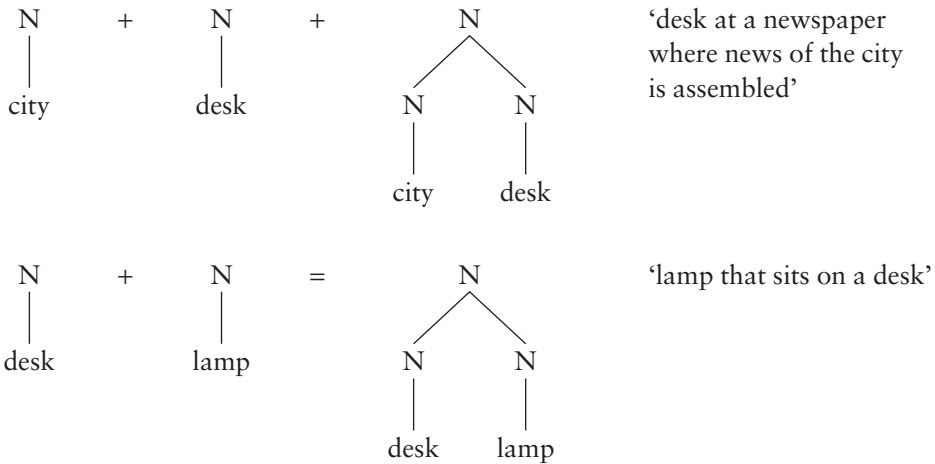 N + N + N ‘desk at a newspaper
where news of the city
is assembled’
city desk N N
city desk
N + N = N ‘lamp that sits on a desk’
desk lamp N N
desk lamp